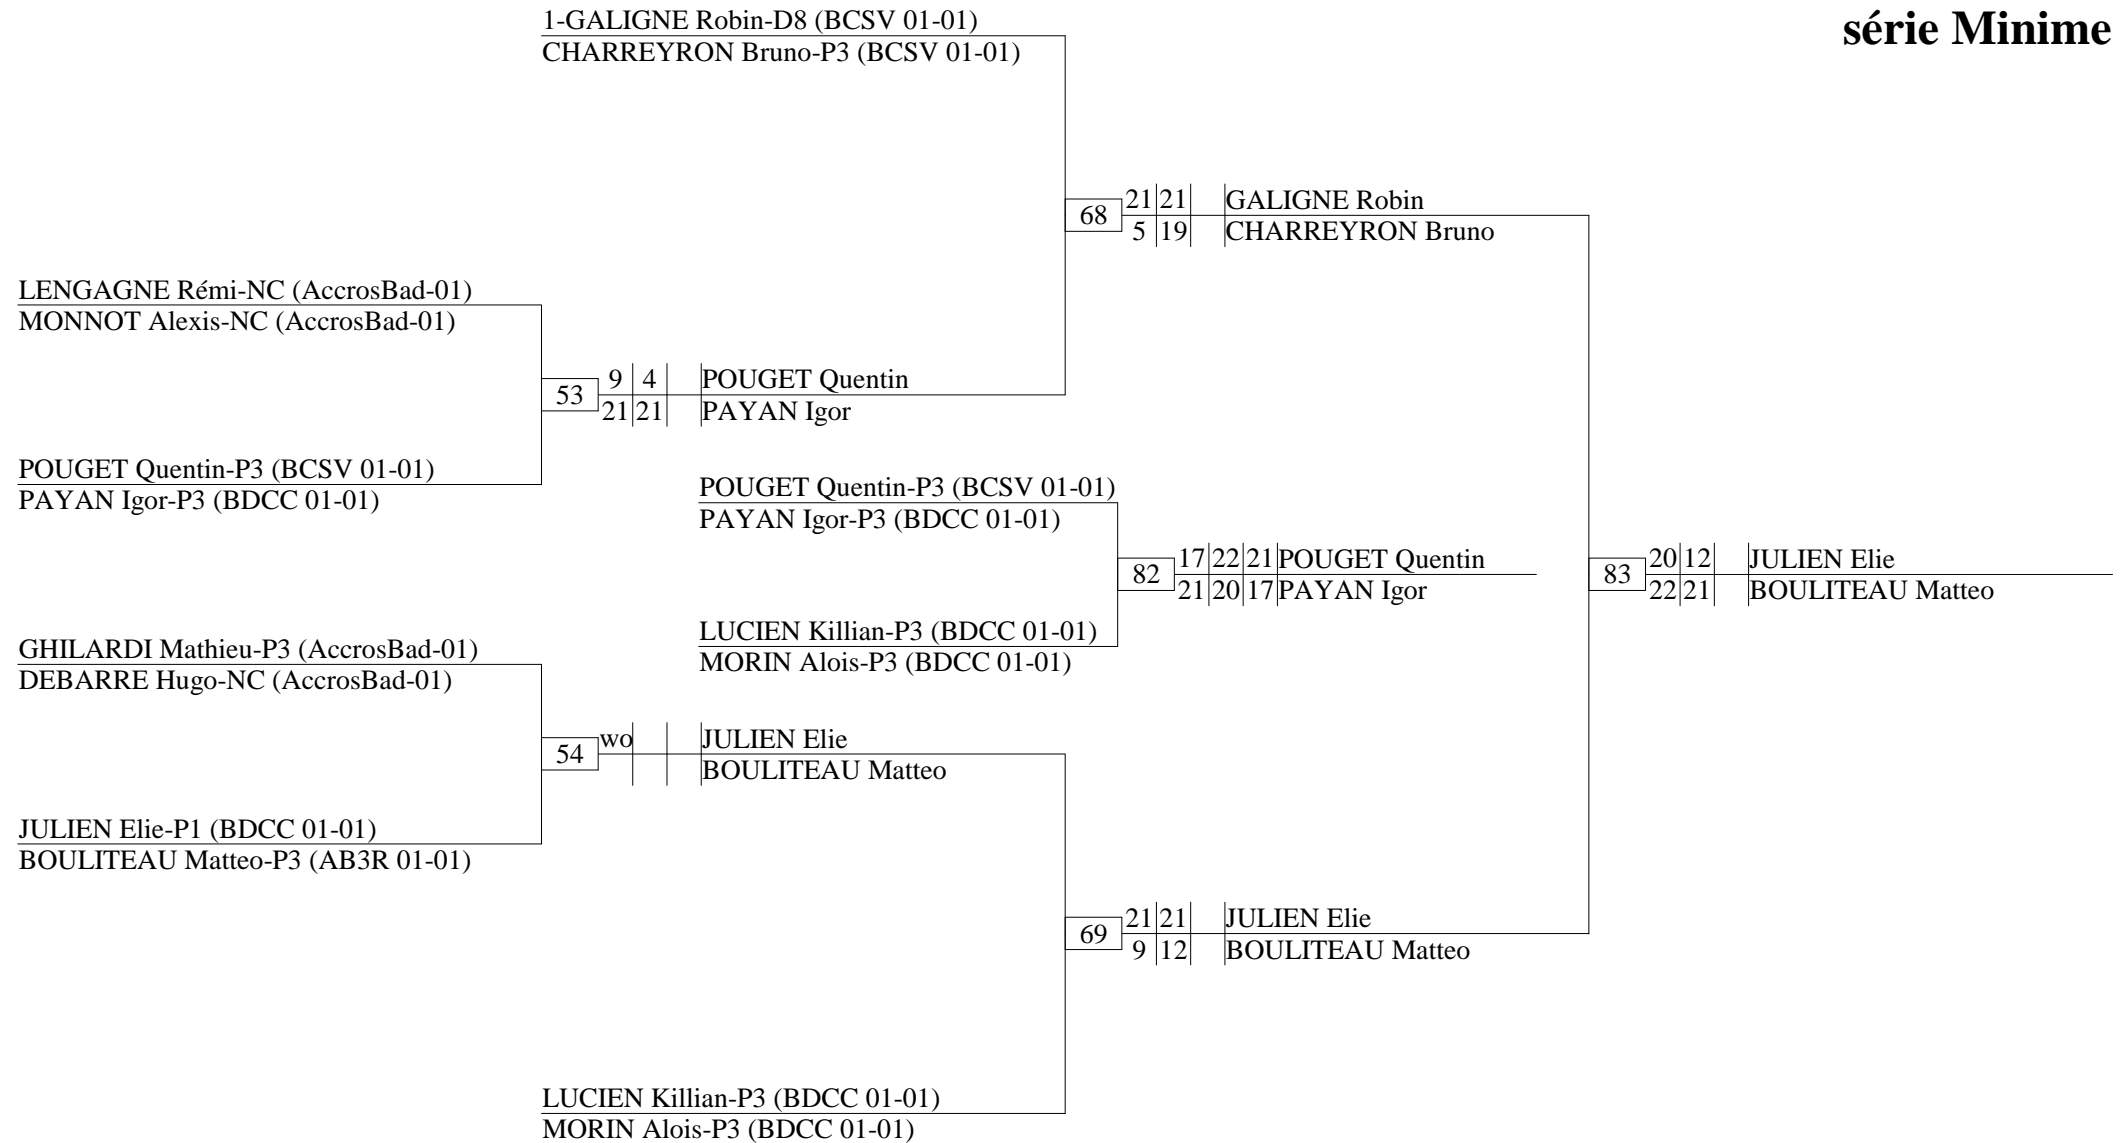 série Minime
1-GALIGNE Robin-D8 (BCSV 01-01)
CHARREYRON Bruno-P3 (BCSV 01-01)
68
21 21 GALIGNE Robin
5 19 CHARREYRON Bruno
LENGAGNE Rémi-NC (AccrosBad-01)
MONNOT Alexis-NC (AccrosBad-01)
53
9 4 POUGET Quentin
21 21 PAYAN Igor
POUGET Quentin-P3 (BCSV 01-01)
PAYAN Igor-P3 (BDCC 01-01)
POUGET Quentin-P3 (BCSV 01-01)
PAYAN Igor-P3 (BDCC 01-01)
82
17 22 21 POUGET Quentin
21 20 17 PAYAN Igor
83
20 12 JULIEN Elie
22 21 BOULITEAU Matteo
LUCIEN Killian-P3 (BDCC 01-01)
MORIN Alois-P3 (BDCC 01-01)
GHILARDI Mathieu-P3 (AccrosBad-01)
DEBARRE Hugo-NC (AccrosBad-01)
54
wo JULIEN Elie
BOULITEAU Matteo
JULIEN Elie-P1 (BDCC 01-01)
BOULITEAU Matteo-P3 (AB3R 01-01)
69
21 21 JULIEN Elie
9 12 BOULITEAU Matteo
LUCIEN Killian-P3 (BDCC 01-01)
MORIN Alois-P3 (BDCC 01-01)